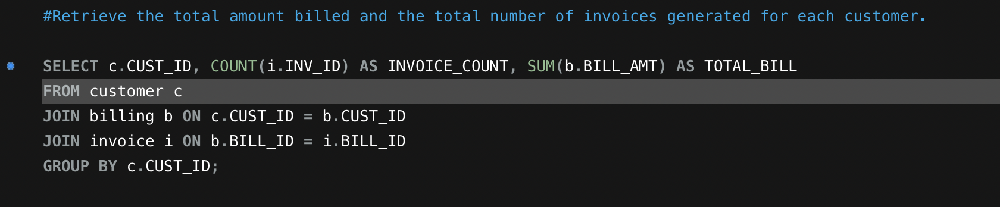 #Retrieve the total amount billed and the total number of invoices generated for each customer.
SELECT c.CUST_ID, COUNT(i.INV_ID) AS INVOICE_COUNT, SUM(b.BILL_AMT) AS TOTAL_BILL
FROM customer c
JOIN billing b ON c.CUST_ID = b.CUST_ID
JOIN invoice i ON b.BILL_ID = i.BILL_ID
GROUP BY c.CUST_ID;